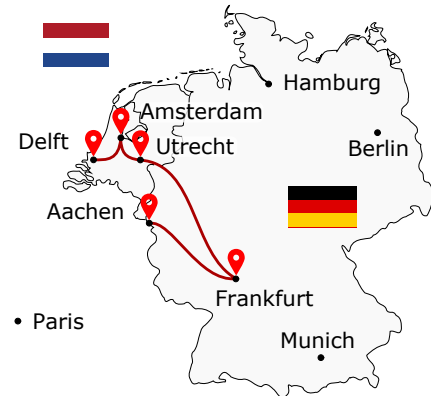 Hamburg
Amsterdam
Delft
Utrecht
Berlin
Aachen
Frankfurt
Paris
Munich